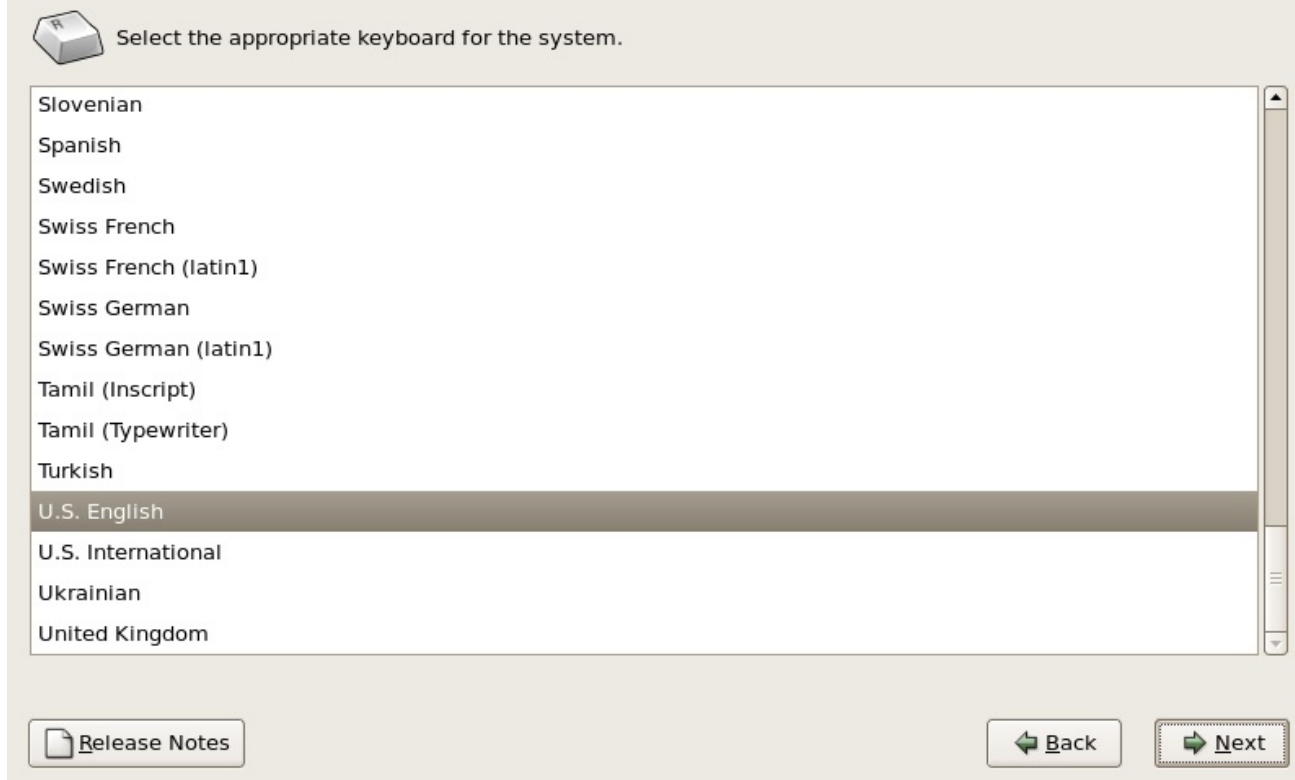 R
Select the appropriate keyboard for the system.
Slovenian
Spanish
Swedish
Swiss French
Swiss French (latin1)
Swiss German
Swiss German (latin1)
Tamil (Inscript)
Tamil (Typewriter)
Turkish
U.S. English
U.S. International
Ukrainian
United Kingdom
Release Notes
Back
Next